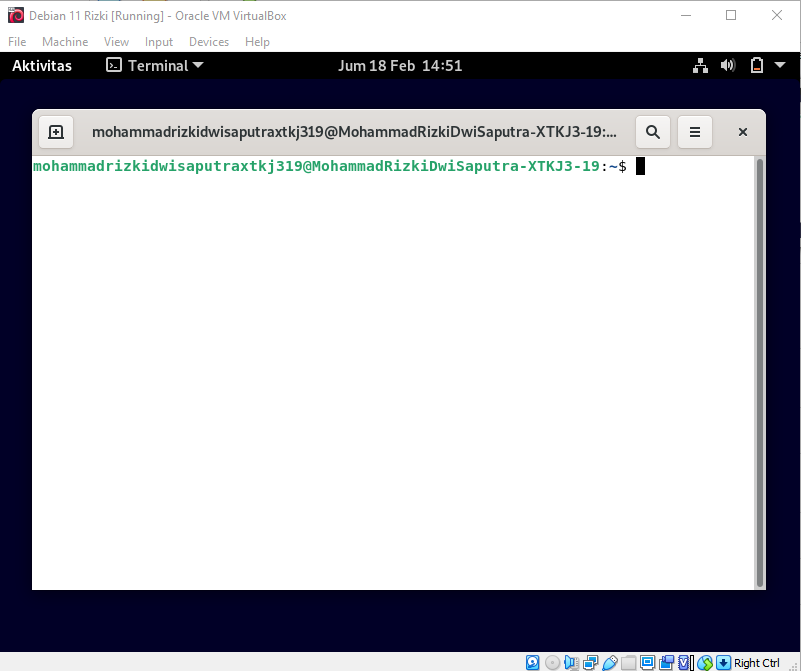 Debian 11 Rizki [Running] - Oracle VM VirtualBox
File Machine View Input Devices Help
Aktivitas Terminal Jum 18 Feb 14:51
mohammadrizkidwisaputraxtkj319@MohammadRizkiDwiSaputra-XTKJ3-19:...
mohammadrizkidwisaputraxtkj319@MohammadRizkiDwiSaputra-XTKJ3-19:~$
Right Ctrl